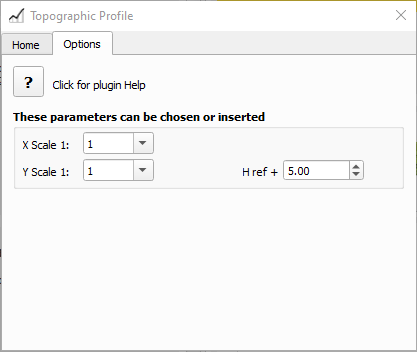 Topographic Profile
Home Options
? Click for plugin Help
These parameters can be chosen or inserted
X Scale 1: 1
Y Scale 1: 1 H ref + 5.00